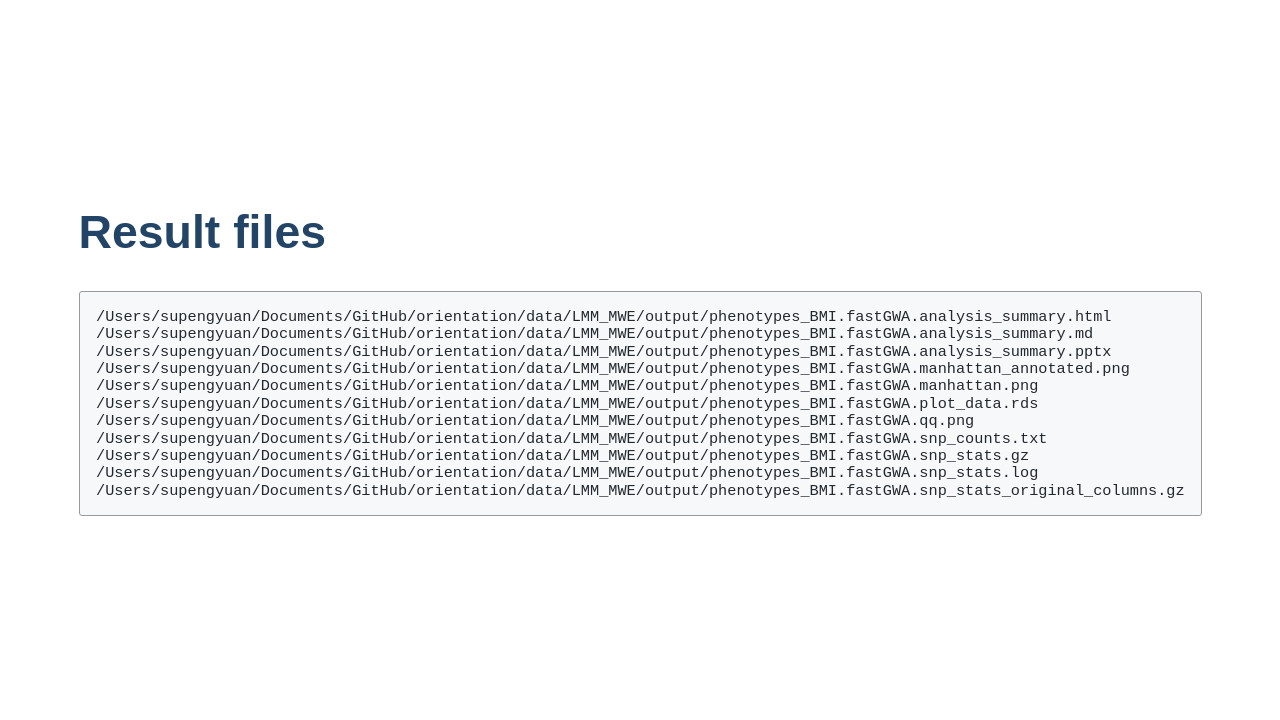 Result files
/Users/supengyuan/Documents/GitHub/orientation/data/LMM_MWE/output/phenotypes_BMI.fastGWA.analysis_summary.html
/Users/supengyuan/Documents/GitHub/orientation/data/LMM_MWE/output/phenotypes_BMI.fastGWA.analysis_summary.md
/Users/supengyuan/Documents/GitHub/orientation/data/LMM_MWE/output/phenotypes_BMI.fastGWA.analysis_summary.pptx
/Users/supengyuan/Documents/GitHub/orientation/data/LMM_MWE/output/phenotypes_BMI.fastGWA.manhattan_annotated.png
/Users/supengyuan/Documents/GitHub/orientation/data/LMM_MWE/output/phenotypes_BMI.fastGWA.manhattan.png
/Users/supengyuan/Documents/GitHub/orientation/data/LMM_MWE/output/phenotypes_BMI.fastGWA.plot_data.rds
/Users/supengyuan/Documents/GitHub/orientation/data/LMM_MWE/output/phenotypes_BMI.fastGWA.qq.png
/Users/supengyuan/Documents/GitHub/orientation/data/LMM_MWE/output/phenotypes_BMI.fastGWA.snp_counts.txt
/Users/supengyuan/Documents/GitHub/orientation/data/LMM_MWE/output/phenotypes_BMI.fastGWA.snp_stats.gz
/Users/supengyuan/Documents/GitHub/orientation/data/LMM_MWE/output/phenotypes_BMI.fastGWA.snp_stats.log
/Users/supengyuan/Documents/GitHub/orientation/data/LMM_MWE/output/phenotypes_BMI.fastGWA.snp_stats_original_columns.gz